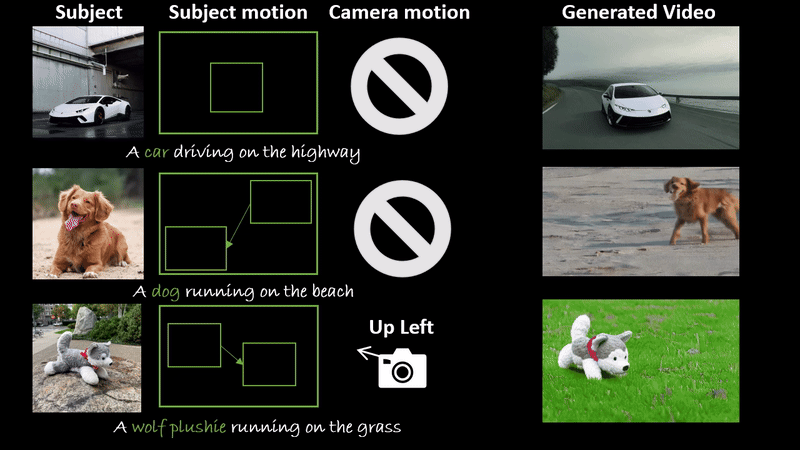 Subject
Subject motion
Camera motion
Generated Video
A car driving on the highway
A dog running on the beach
Up Left
A wolf plushie running on the grass